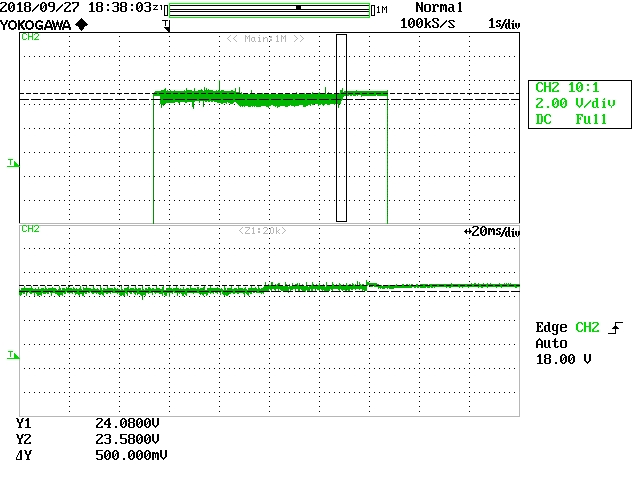 2018/09/27 18:38:03
Z1
1M
Normal
YOKOGAWA ◆
T
100kS/s
1s/div
CH2
<< Main:1M >>
CH2 10:1
2.00 V/div
DC Full
T
CH2
<Z1:20k>
↔20ms/div
Edge CH2
Auto
18.00 V
T
Y1 24.0800V
Y2 23.5800V
ΔY 500.000mV